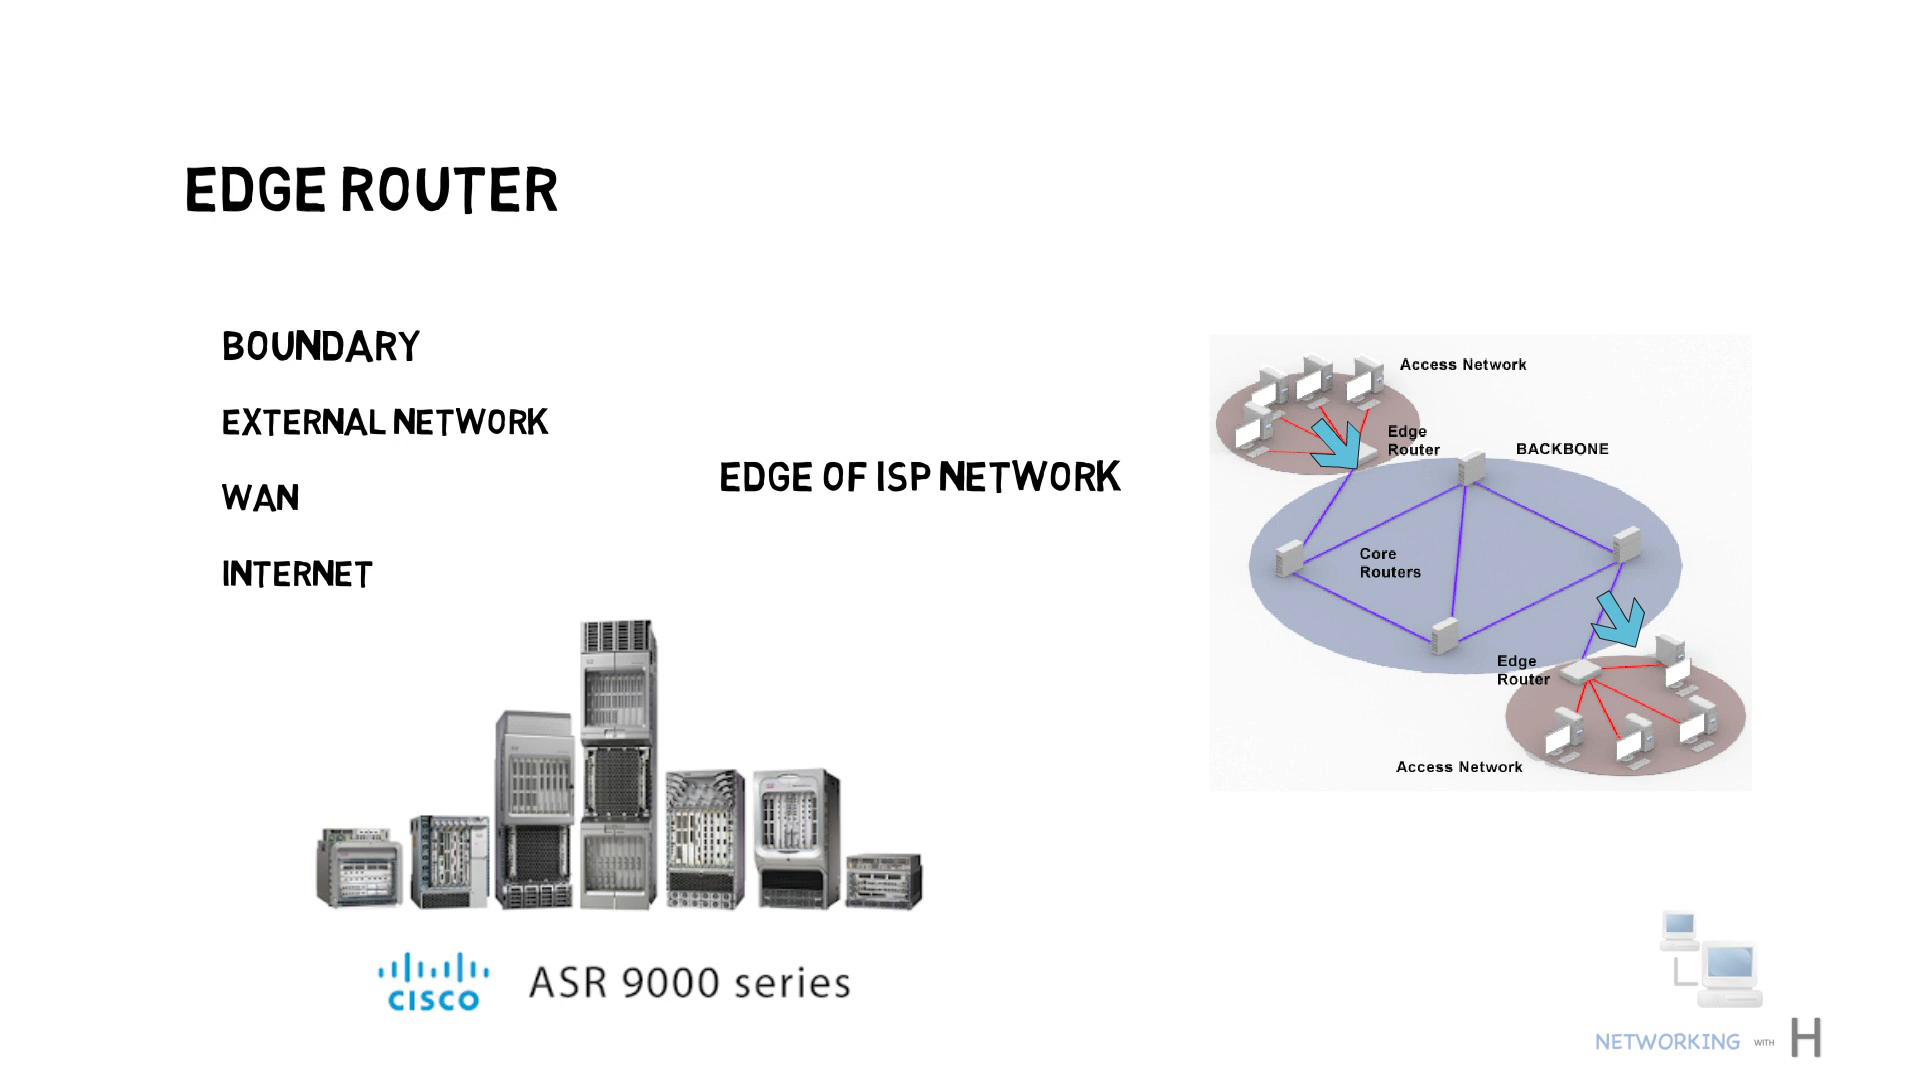 EDGE ROUTER
BOUNDARY
EXTERNAL NETWORK
WAN
INTERNET
EDGE OF ISP NETWORK
Access Network
Edge
Router
BACKBONE
Core
Routers
Edge
Router
Access Network
CISCO
ASR 9000 series
NETWORKING WITH H